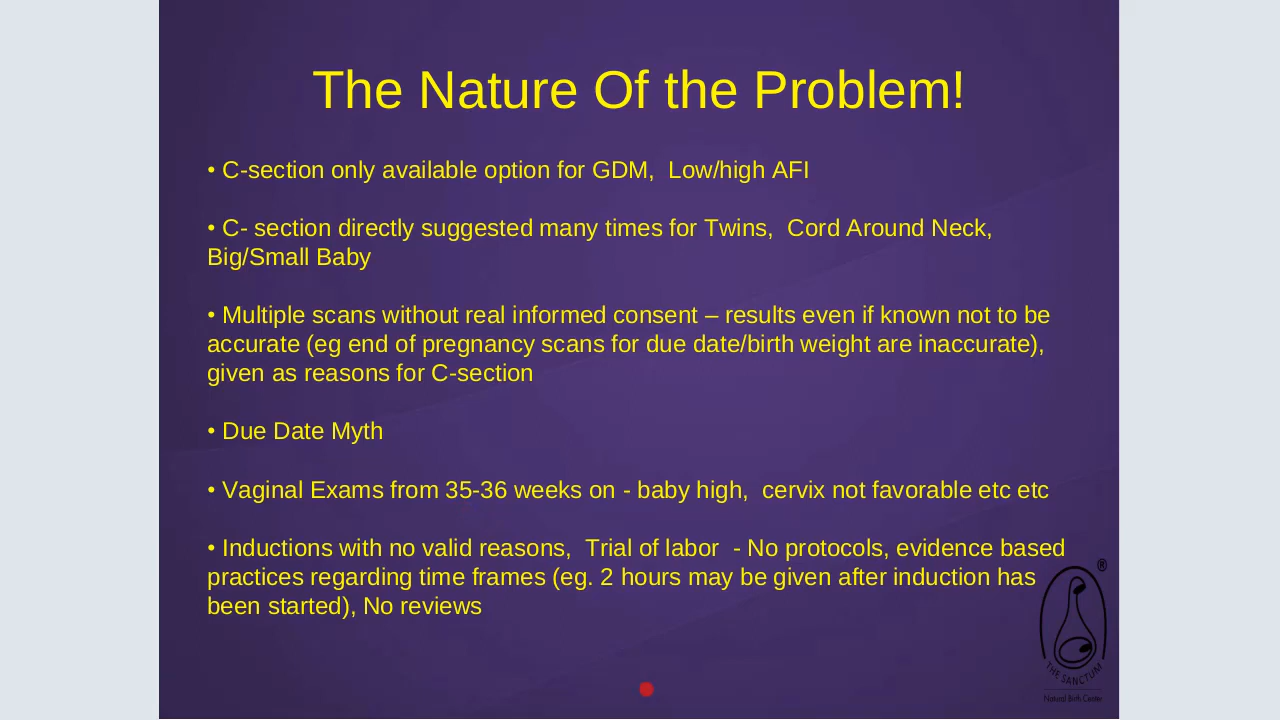 The Nature Of the Problem!
• C-section only available option for GDM,  Low/high AFI
• C- section directly suggested many times for Twins,  Cord Around Neck,
Big/Small Baby
• Multiple scans without real informed consent – results even if known not to be
accurate (eg end of pregnancy scans for due date/birth weight are inaccurate),
given as reasons for C-section
• Due Date Myth
• Vaginal Exams from 35-36 weeks on - baby high,  cervix not favorable etc etc
• Inductions with no valid reasons,  Trial of labor  - No protocols, evidence based
practices regarding time frames (eg. 2 hours may be given after induction has
been started), No reviews
®
THE SANCTUM
Natural Birth Center